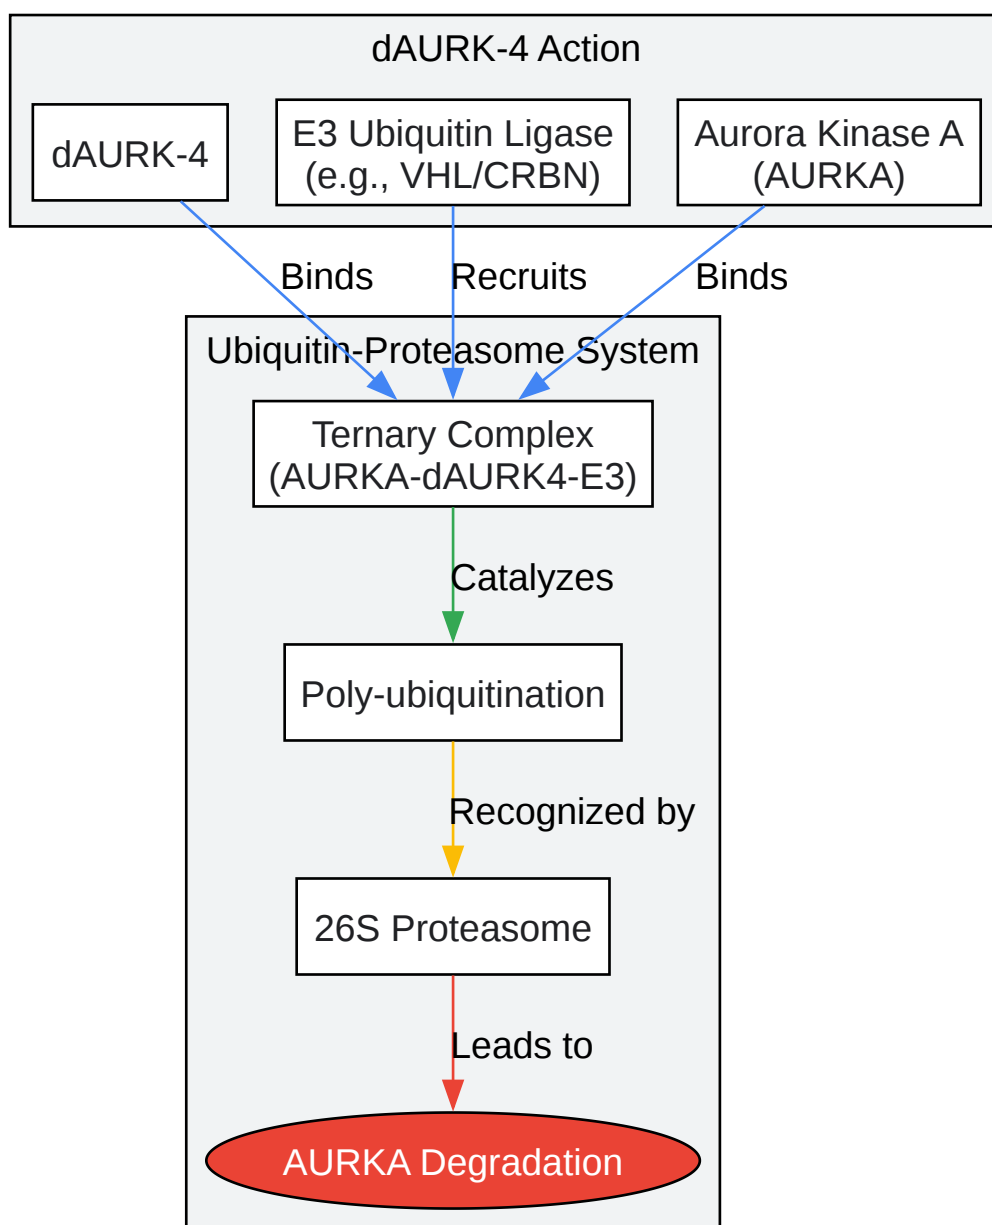 dAURK-4 Action
dAURK-4
E3 Ubiquitin Ligase
(e.g., VHL/CRBN)
Aurora Kinase A
(AURKA)
Binds
Recruits
Binds
Ubiquitin-Proteasome System
Ternary Complex
(AURKA-dAURK4-E3)
Catalyzes
Poly-ubiquitination
Recognized by
26S Proteasome
Leads to
AURKA Degradation